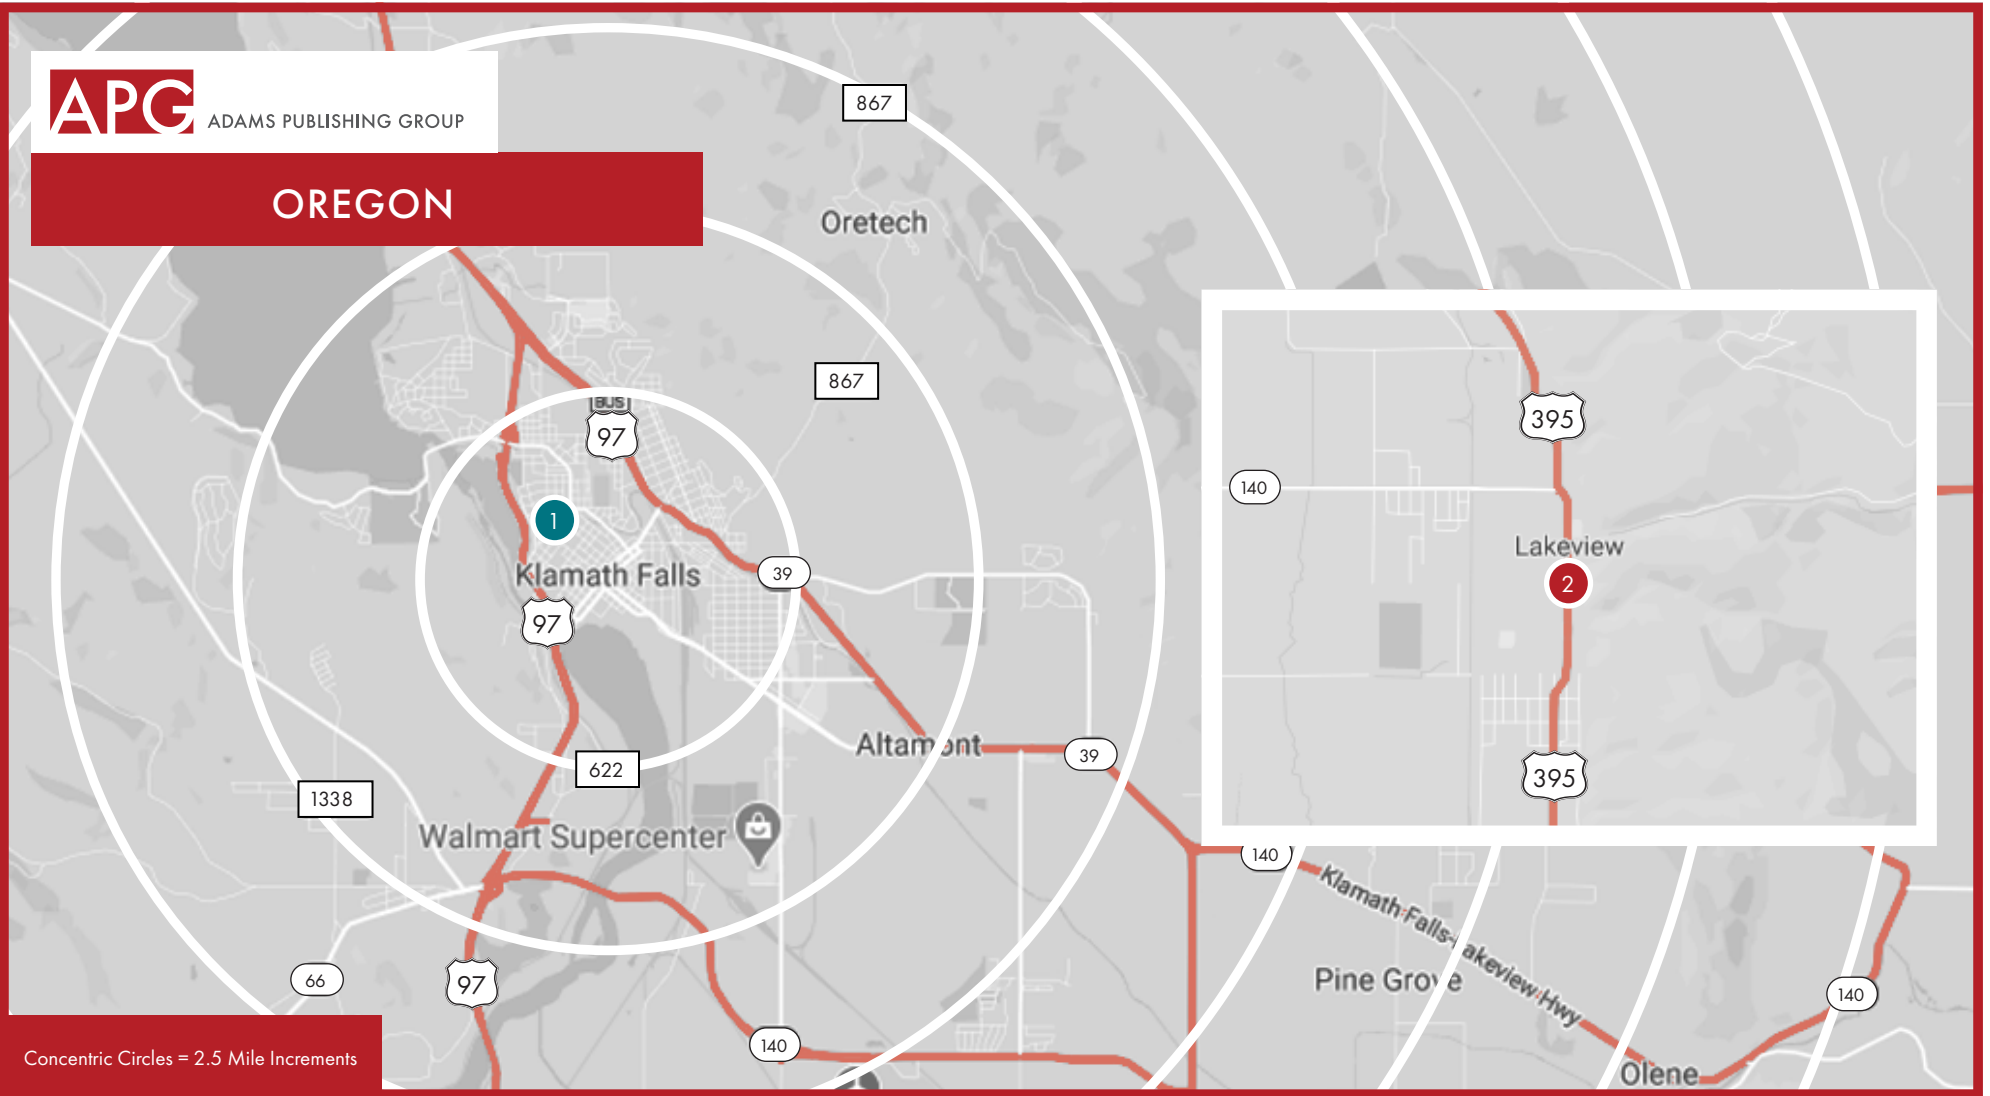 APG ADAMS PUBLISHING GROUP
OREGON
867
Oretech
867
BUS
97
395
140
1
Lakeview
Klamath Falls
39
2
97
Altamont
39
622
395
1338
Walmart Supercenter
140
Klamath Falls-Lakeview Hwy
66
97
Pine Grove
140
140
Concentric Circles = 2.5 Mile Increments
Olene